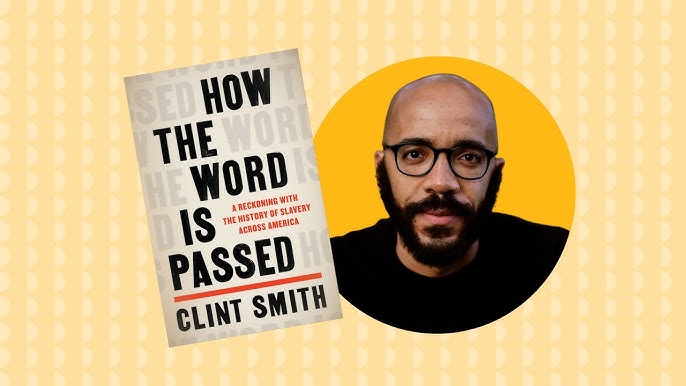 HOW
THE
WORD
IS
PASSED
A RECKONING WITH
THE HISTORY OF SLAVERY
ACROSS AMERICA
CLINT SMITH